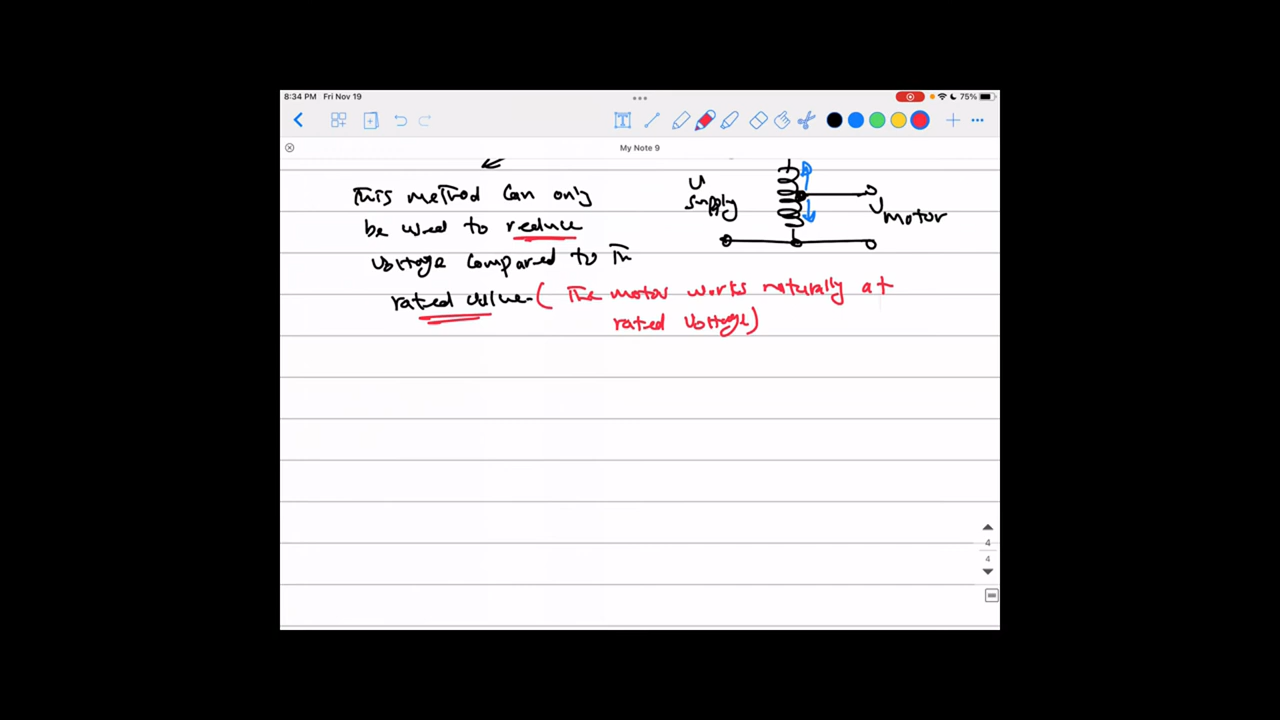 8:34 PM Fri Nov 19
75%
My Note 9
This method can only
be used to reduce
voltage compared to Th
rated value. (The motor works naturally at
rated voltage)
U
supply
U motor
4
4